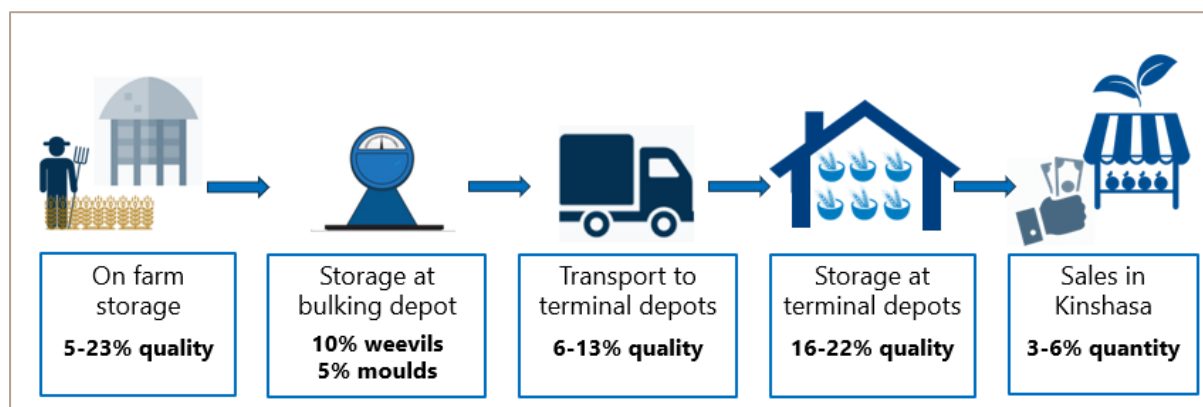 On farm
storage
5-23% quality
Storage at
bulking depot
10% weevils
5% moulds
Transport to
terminal depots
6-13% quality
Storage at
terminal depots
16-22% quality
Sales in
Kinshasa
3-6% quantity